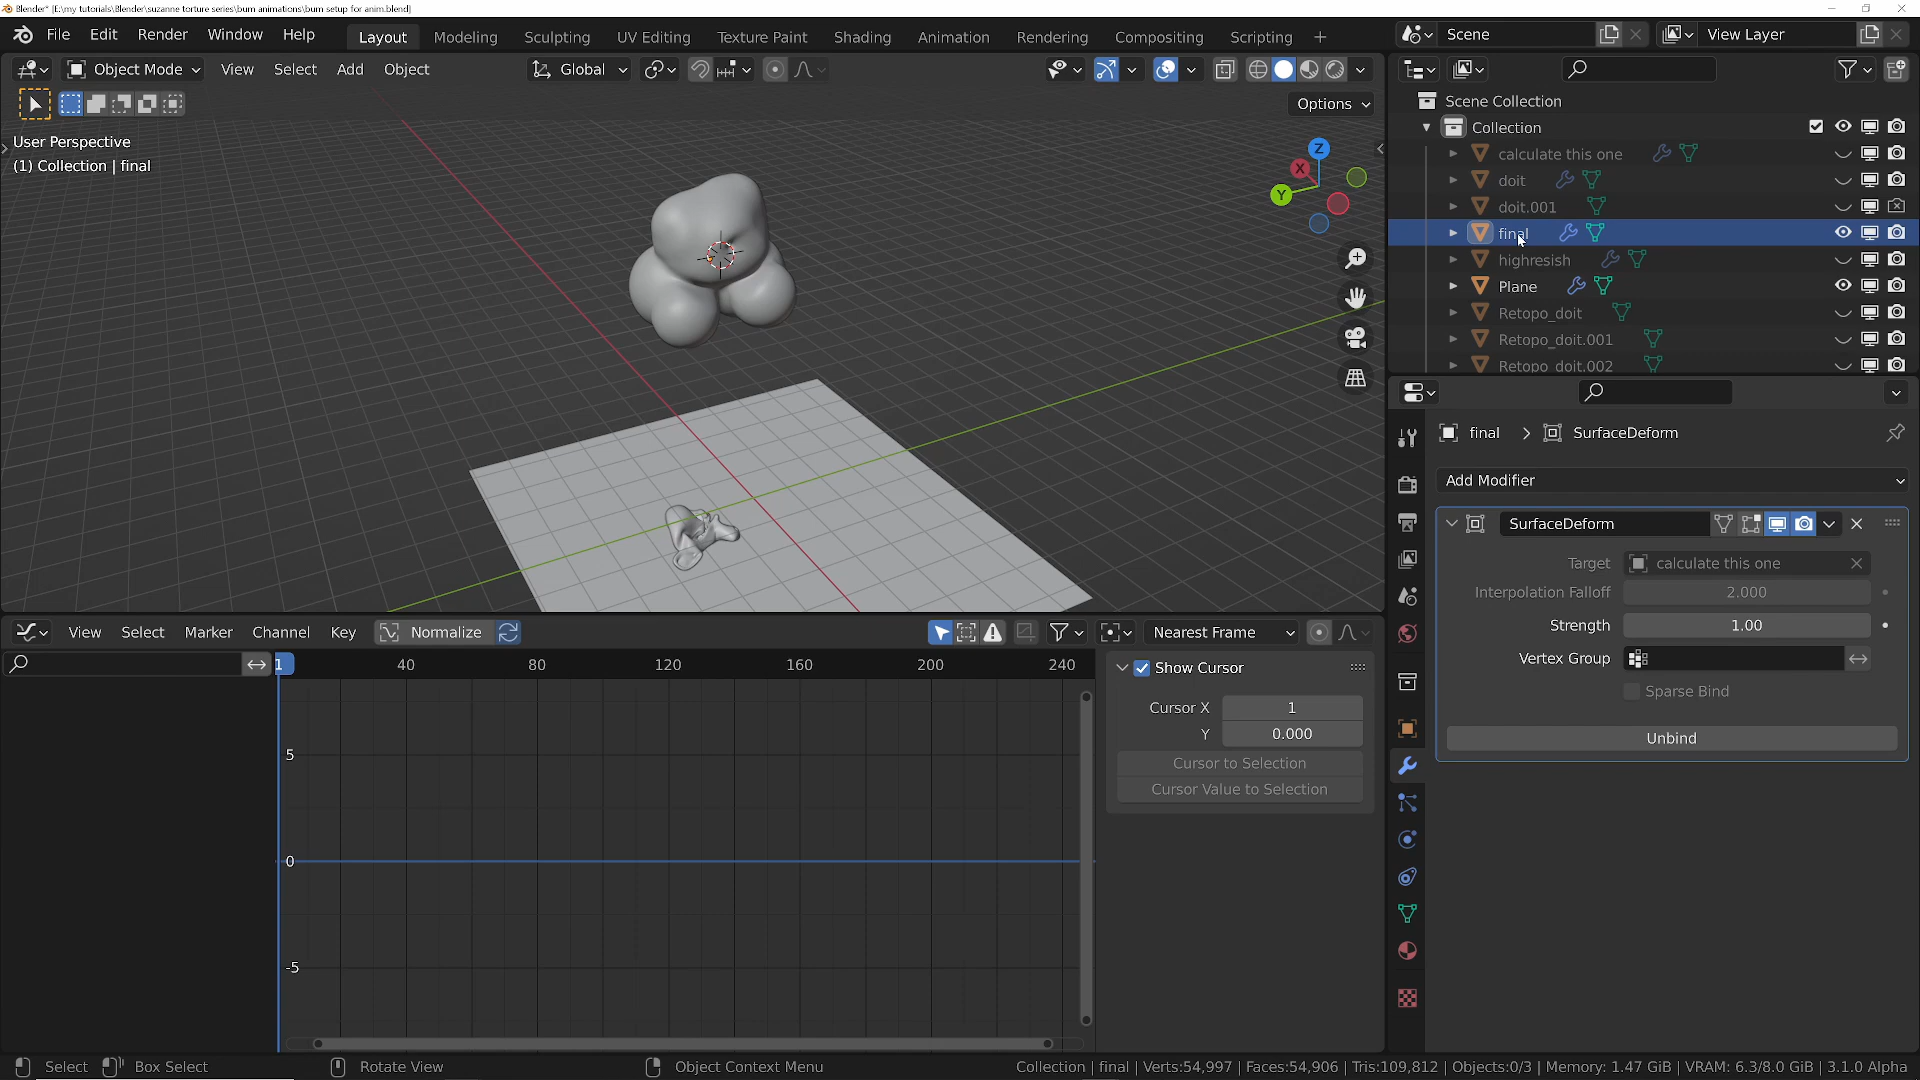 Blender* [E:\my tutorials\Blender\suzanne torture series\bum animations\bum setup for anim.blend]
File Edit Render Window Help
Layout Modeling Sculpting UV Editing Texture Paint Shading Animation Rendering Compositing Scripting +
Scene
View Layer
Object Mode View Select Add Object
Global
Options
User Perspective
(1) Collection | final
Z
X
Y
Scene Collection
Collection
calculate this one
doit
doit.001
final
highresish
Plane
Retopo_doit
Retopo_doit.001
Retopo_doit.002
final > SurfaceDeform
Add Modifier
SurfaceDeform
Target calculate this one
Interpolation Falloff 2.000
Strength 1.00
Vertex Group
Sparse Bind
Unbind
View Select Marker Channel Key Normalize
Nearest Frame
1 40 80 120 160 200 240
5
0
-5
Show Cursor
Cursor X 1
Y 0.000
Cursor to Selection
Cursor Value to Selection
Select Box Select Rotate View Object Context Menu
Collection | final | Verts:54,997 | Faces:54,906 | Tris:109,812 | Objects:0/3 | Memory: 1.47 GiB | VRAM: 6.3/8.0 GiB | 3.1.0 Alpha